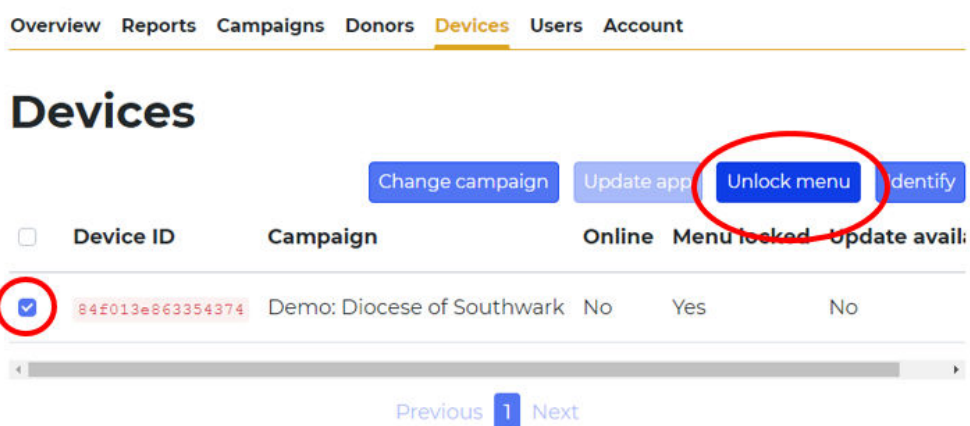 Overview Reports Campaigns Donors Devices Users Account
Devices
Change campaign Update app Unlock menu Identify
Device ID Campaign Online Menu locked Update avail
84f013e863354374 Demo: Diocese of Southwark No Yes No
Previous 1 Next